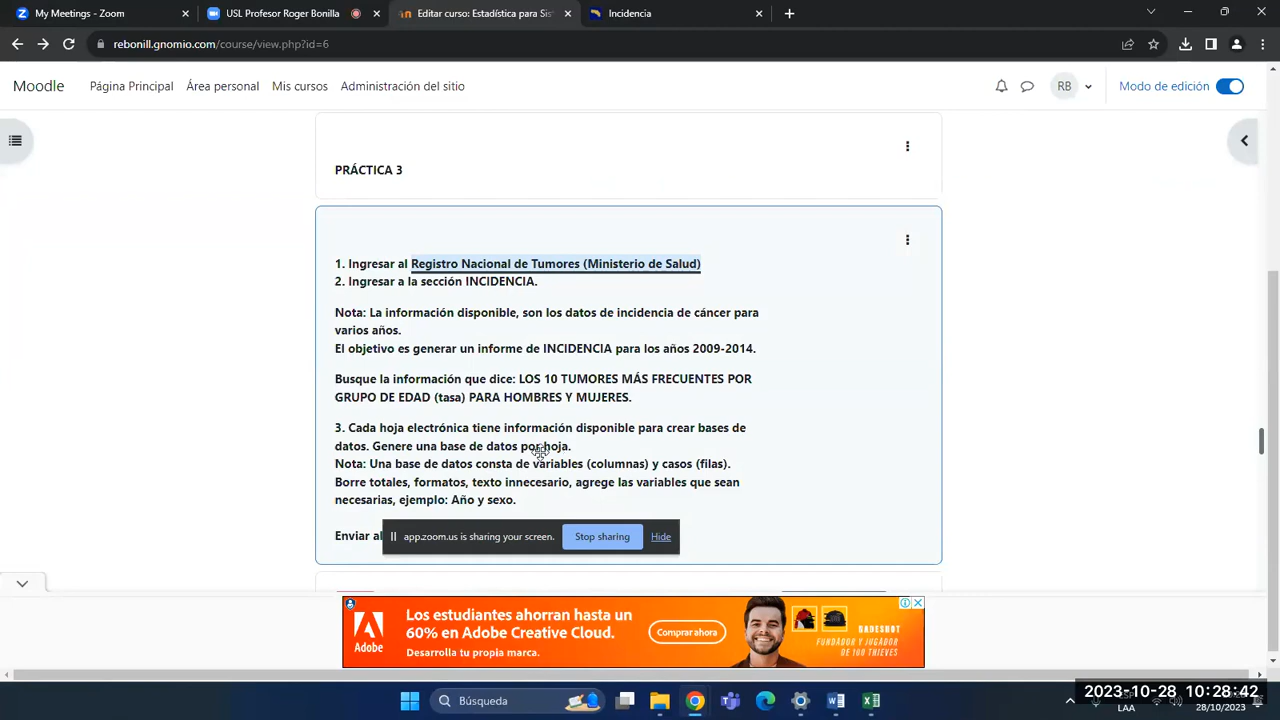 My Meetings - Zoom
USL Profesor Roger Bonilla
Editar curso: Estadística para Sis
Incidencia
rebonill.gnomio.com/course/view.php?id=6
Moodle
Página Principal
Área personal
Mis cursos
Administración del sitio
RB
Modo de edición
PRÁCTICA 3
1. Ingresar al Registro Nacional de Tumores (Ministerio de Salud)
2. Ingresar a la sección INCIDENCIA.
Nota: La información disponible, son los datos de incidencia de cáncer para
varios años.
El objetivo es generar un informe de INCIDENCIA para los años 2009-2014.
Busque la información que dice: LOS 10 TUMORES MÁS FRECUENTES POR
GRUPO DE EDAD (tasa) PARA HOMBRES Y MUJERES.
3. Cada hoja electrónica tiene información disponible para crear bases de
datos. Genere una base de datos por hoja.
Nota: Una base de datos consta de variables (columnas) y casos (filas).
Borre totales, formatos, texto innecesario, agrege las variables que sean
necesarias, ejemplo: Año y sexo.
Enviar al
app.zoom.us is sharing your screen.
Stop sharing
Hide
Adobe
Los estudiantes ahorran hasta un
60% en Adobe Creative Cloud.
Desarrolla tu propia marca.
Comprar ahora
NADESHOT
FUNDADOR Y JUGADOR
DE 100 THIEVES
Búsqueda
LAA
2023-10-28 10:28:42
28/10/2023